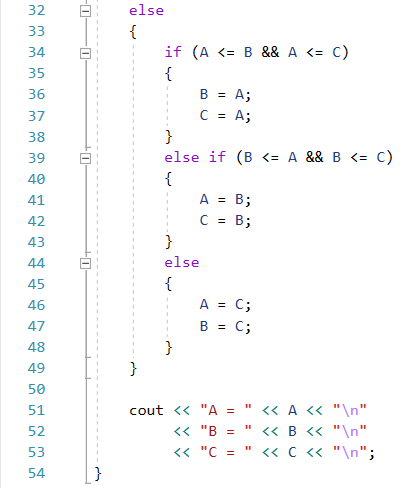 32 else
33 {
34 if (A <= B && A <= C)
35 {
36 B = A;
37 C = A;
38 }
39 else if (B <= A && B <= C)
40 {
41 A = B;
42 C = B;
43 }
44 else
45 {
46 A = C;
47 B = C;
48 }
49 }
50
51 cout << "A = " << A << "\n"
52 << "B = " << B << "\n"
53 << "C = " << C << "\n";
54 }